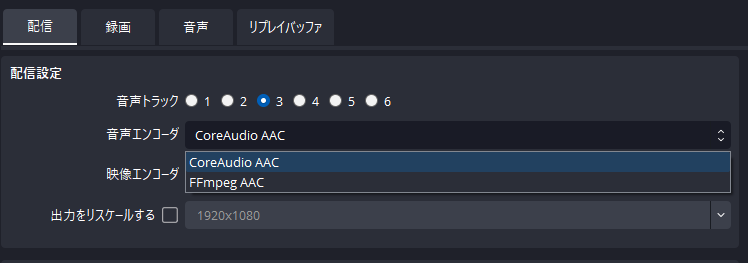 配信 録画 音声 リプレイバッファ
配信設定
音声トラック 1 2 3 4 5 6
音声エンコーダ CoreAudio AAC
CoreAudio AAC
映像エンコーダ
FFmpeg AAC
出力をリスケールする 1920x1080